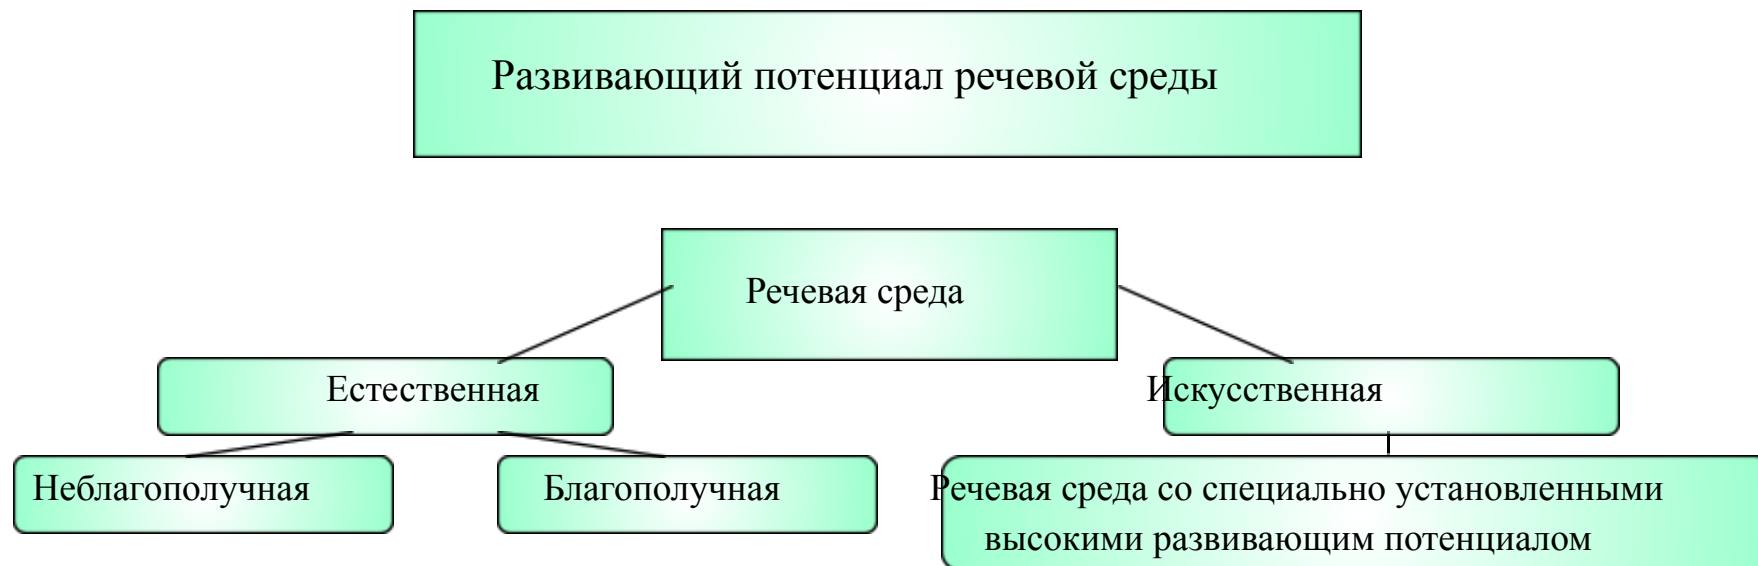 Развивающий потенциал речевой среды
Речевая среда
Естественная
Искусственная
Неблагополучная
Благополучная
Речевая среда со специально установленными
высокими развивающим потенциалом